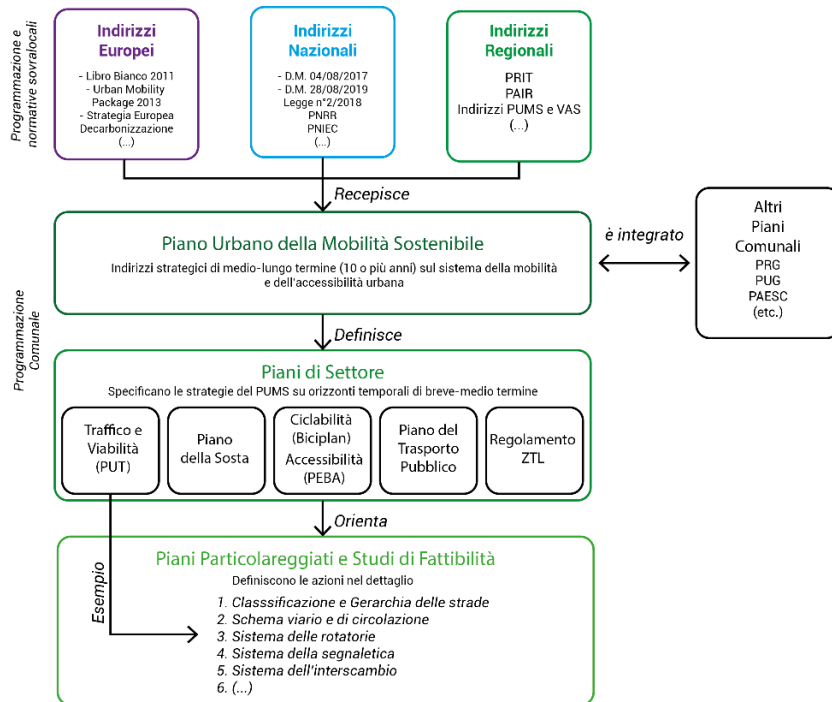 Programmazione e
normative sovralocali
Indirizzi
Europei
- Libro Bianco 2011
- Urban Mobility
Package 2013
- Strategia Europea
Decarbonizzazione
(...)
Indirizzi
Nazionali
- D.M. 04/08/2017
- D.M. 28/08/2019
Legge n°2/2018
PNRR
PNIEC
(...)
Indirizzi
Regionali
PRIT
PAIR
Indirizzi PUMS e VAS
(...)
Recepisce
Programmazione
Comunale
Piano Urbano della Mobilità Sostenibile
Indirizzi strategici di medio-lungo termine (10 o più anni) sul sistema della mobilità
e dell'accessibilità urbana
è integrato
Altri
Piani
Comunali
PRG
PUG
PAESC
(etc.)
Definisce
Piani di Settore
Specificano le strategie del PUMS su orizzonti temporali di breve-medio termine
Traffico e
Viabilità
(PUT)
Piano
della Sosta
Ciclabilità
(Biciplan)
Accessibilità
(PEBA)
Piano del
Trasporto
Pubblico
Regolamento
ZTL
Orienta
Esempio
Piani Particolareggiati e Studi di Fattibilità
Definiscono le azioni nel dettaglio
1. Classsificazione e Gerarchia delle strade
2. Schema viario e di circolazione
3. Sistema delle rotatorie
4. Sistema della segnaletica
5. Sistema dell'interscambio
6. (...)